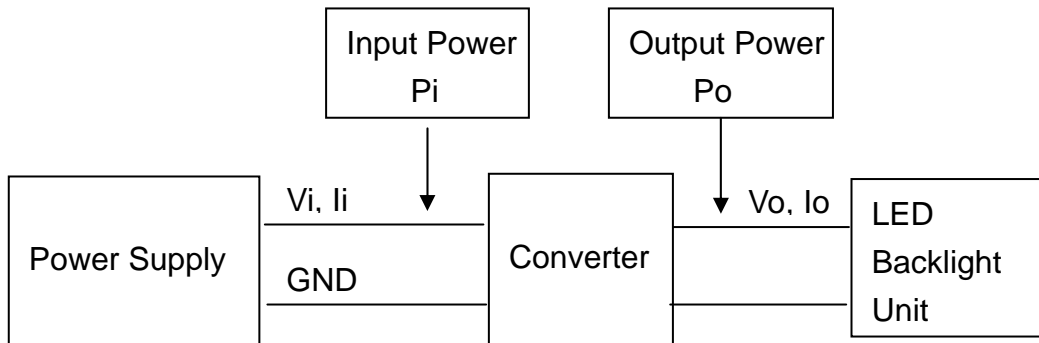 Input Power
Pi
Output Power
Po
Vi, Ii
Vo, Io
Power Supply
GND
Converter
LED
Backlight
Unit